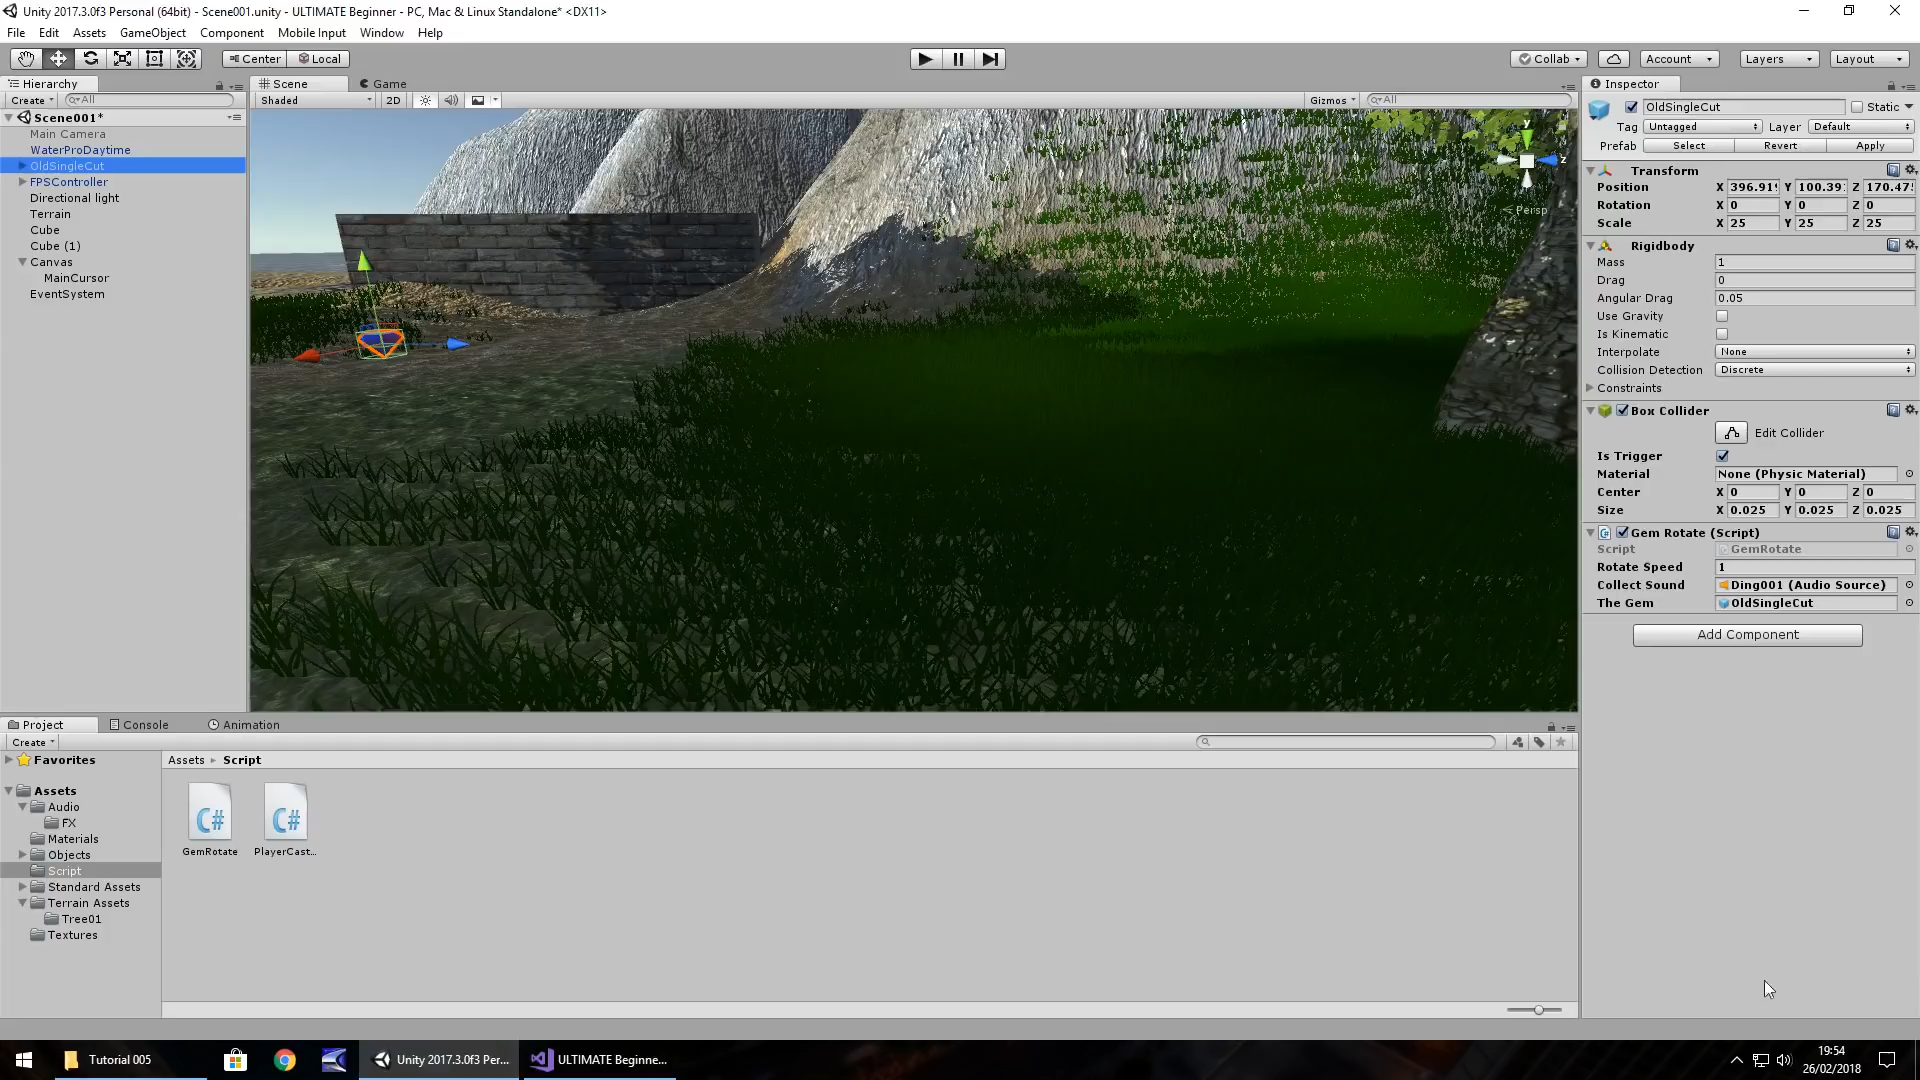 Unity 2017.3.0f3 Personal (64bit) - Scene001.unity - ULTIMATE Beginner - PC, Mac & Linux Standalone* <DX11>
File Edit Assets GameObject Component Mobile Input Window Help
Center Local Collab Account Layers Layout
Hierarchy
Create All
Scene001*
Main Camera
WaterProDaytime
OldSingleCut
FPSController
Directional light
Terrain
Cube
Cube (1)
Canvas
MainCursor
EventSystem
Scene Game
Shaded 2D Gizmos All
y
z
Persp
Inspector
OldSingleCut Static
Tag Untagged Layer Default
Prefab Select Revert Apply
Transform
Position X 396.919 Y 100.39 Z 170.47
Rotation X 0 Y 0 Z 0
Scale X 25 Y 25 Z 25
Rigidbody
Mass 1
Drag 0
Angular Drag 0.05
Use Gravity
Is Kinematic
Interpolate None
Collision Detection Discrete
Constraints
Box Collider
Edit Collider
Is Trigger
Material None (Physic Material)
Center X 0 Y 0 Z 0
Size X 0.025 Y 0.025 Z 0.025
Gem Rotate (Script)
Script GemRotate
Rotate Speed 1
Collect Sound Ding001 (Audio Source)
The Gem OldSingleCut
Add Component
Project Console Animation
Create
Favorites
Assets
Audio
FX
Materials
Objects
Script
Standard Assets
Terrain Assets
Tree01
Textures
Assets Script
C# C#
GemRotate PlayerCast...
Tutorial 005 Unity 2017.3.0f3 Per... ULTIMATE Beginne...
19:54
26/02/2018